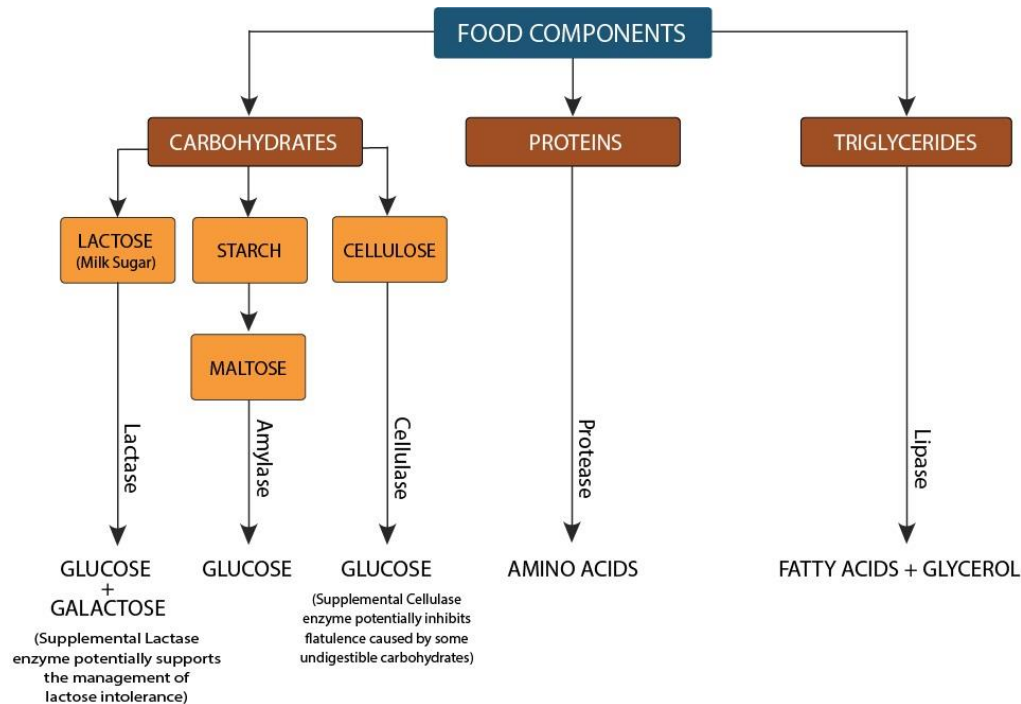 FOOD COMPONENTS
CARBOHYDRATES
PROTEINS
TRIGLYCERIDES
LACTOSE
(Milk Sugar)
STARCH
CELLULOSE
MALTOSE
Lactase
Amylase
Cellulase
Protease
Lipase
GLUCOSE
+
GALACTOSE
(Supplemental Lactase
enzyme potentially supports
the management of
lactose intolerance)
GLUCOSE
GLUCOSE
(Supplemental Cellulase
enzyme potentially inhibits
flatulence caused by some
undigestible carbohydrates)
AMINO ACIDS
FATTY ACIDS + GLYCEROL